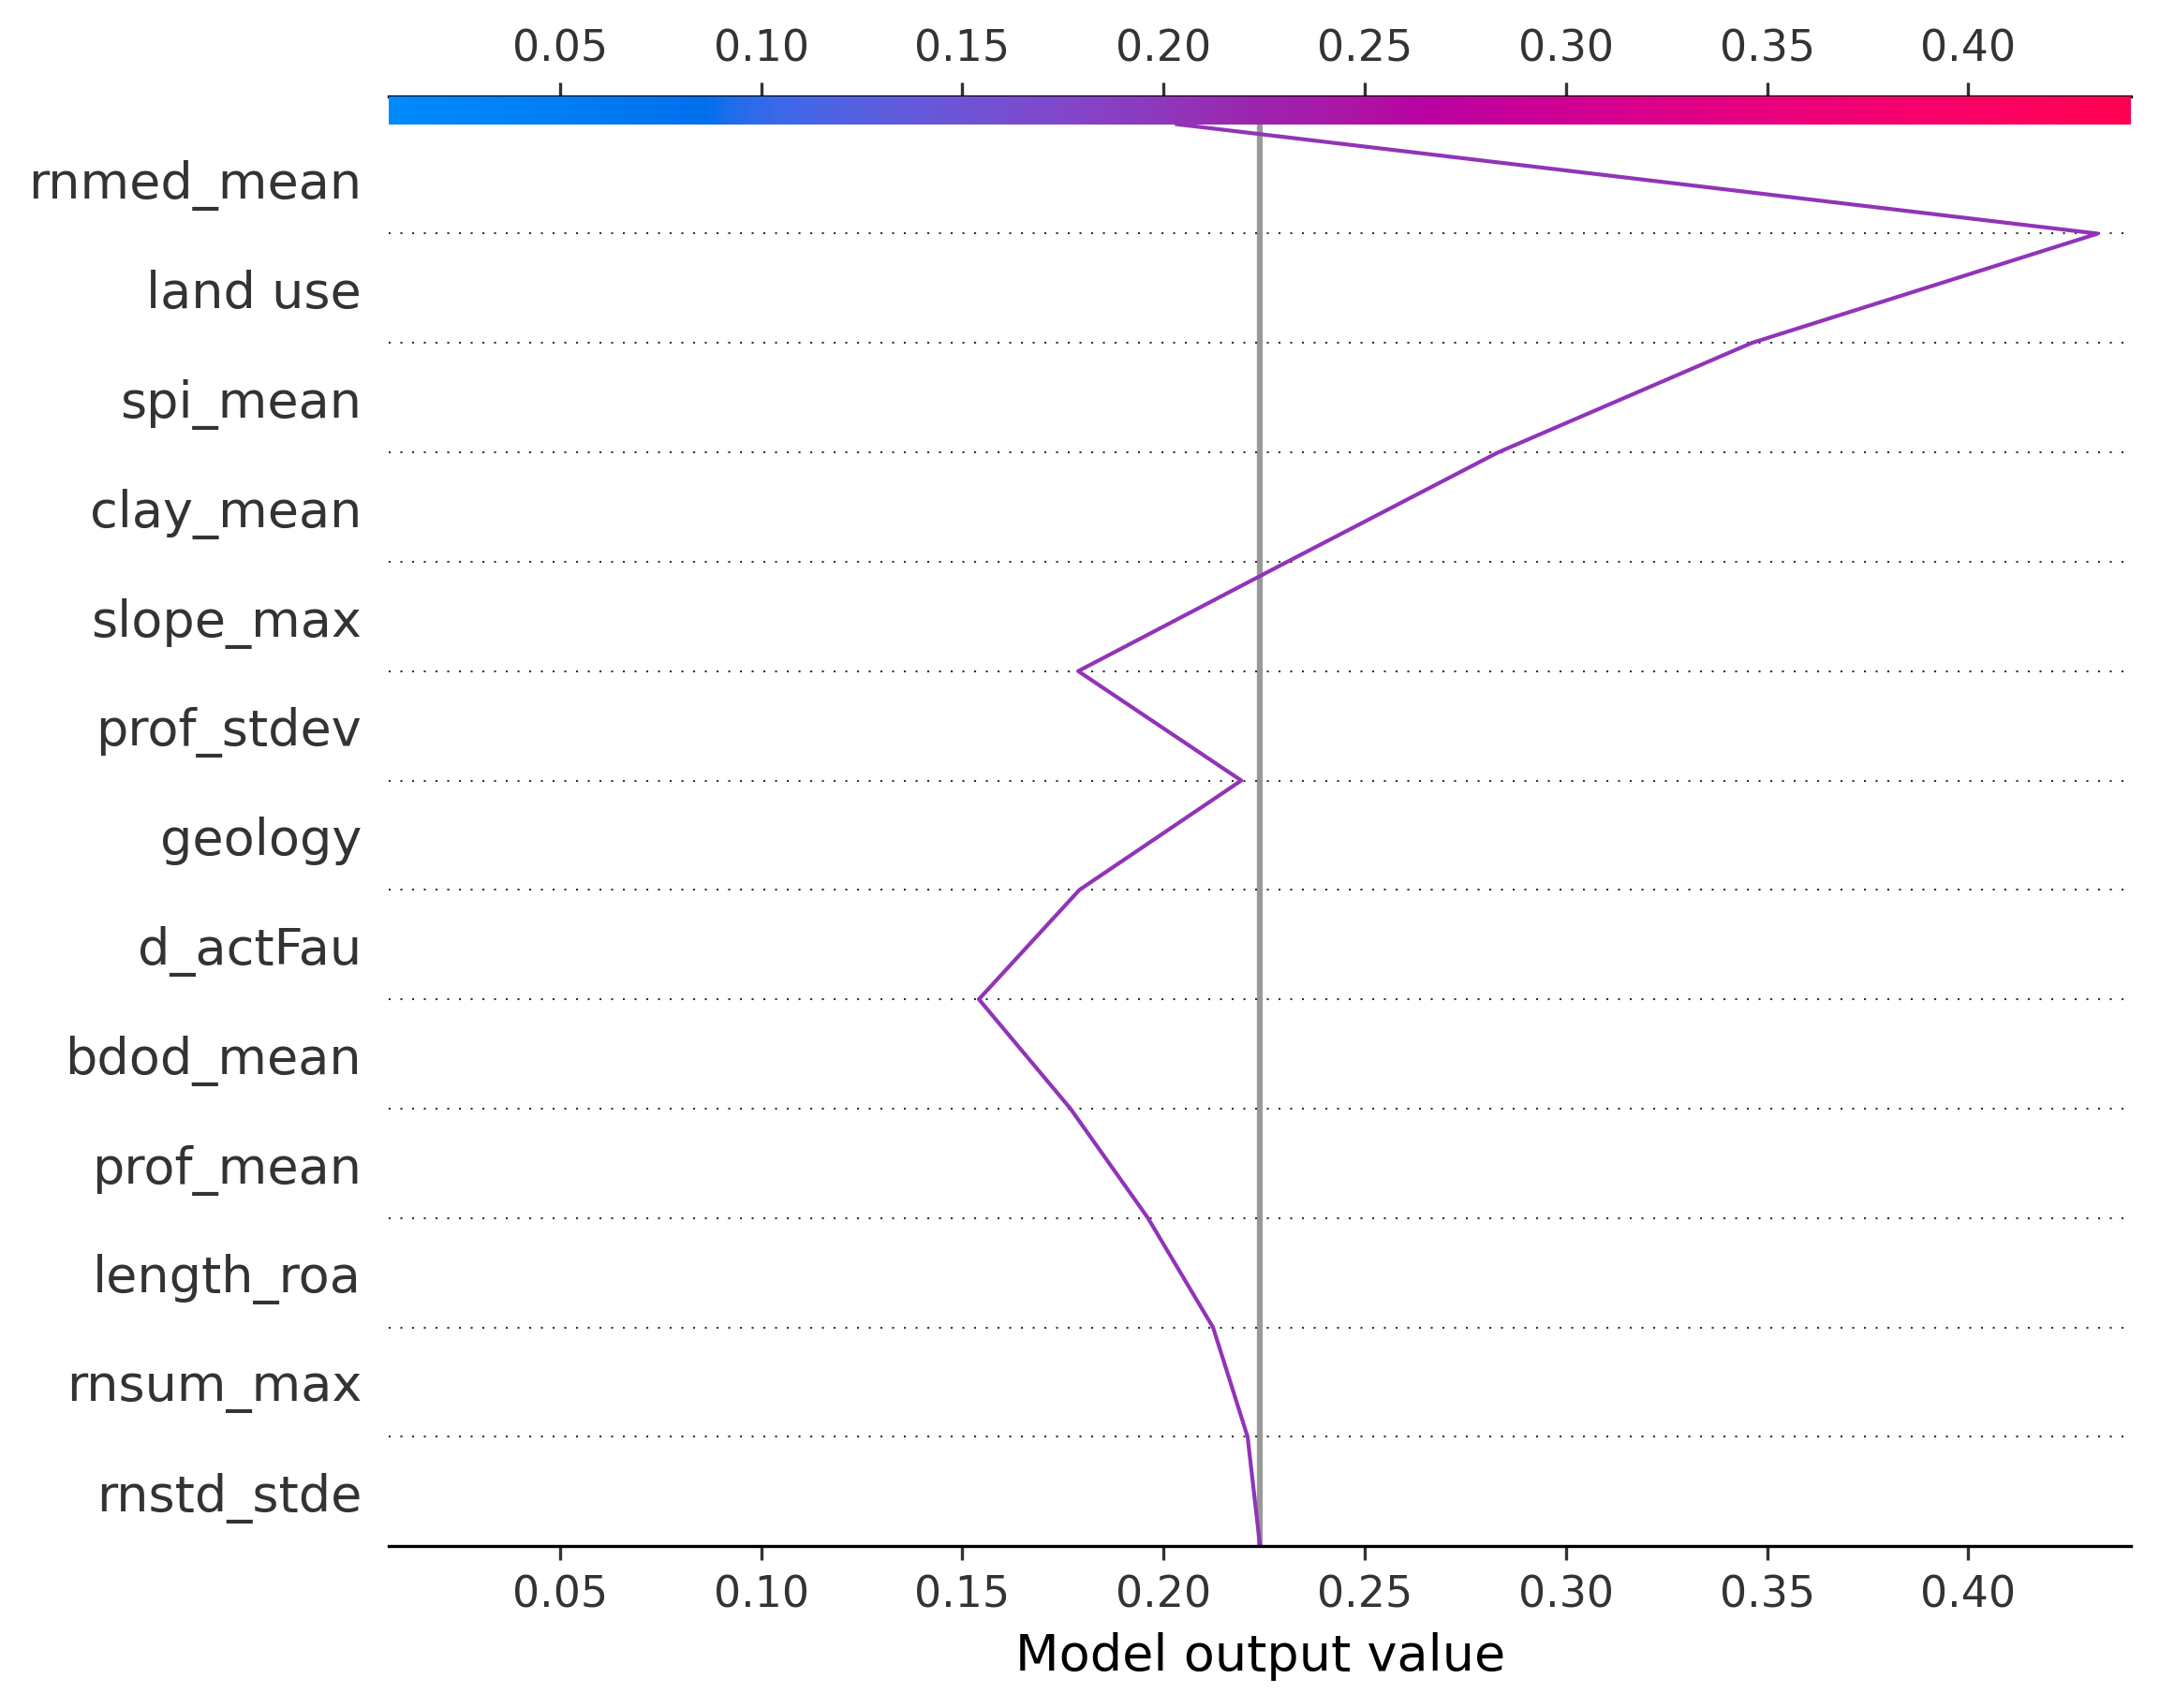 0.05 0.10 0.15 0.20 0.25 0.30 0.35 0.40
rnmed_mean
land use
spi_mean
clay_mean
slope_max
prof_stdev
geology
d_actFau
bdod_mean
prof_mean
length_roa
rnsum_max
rnstd_stde
0.05 0.10 0.15 0.20 0.25 0.30 0.35 0.40
Model output value